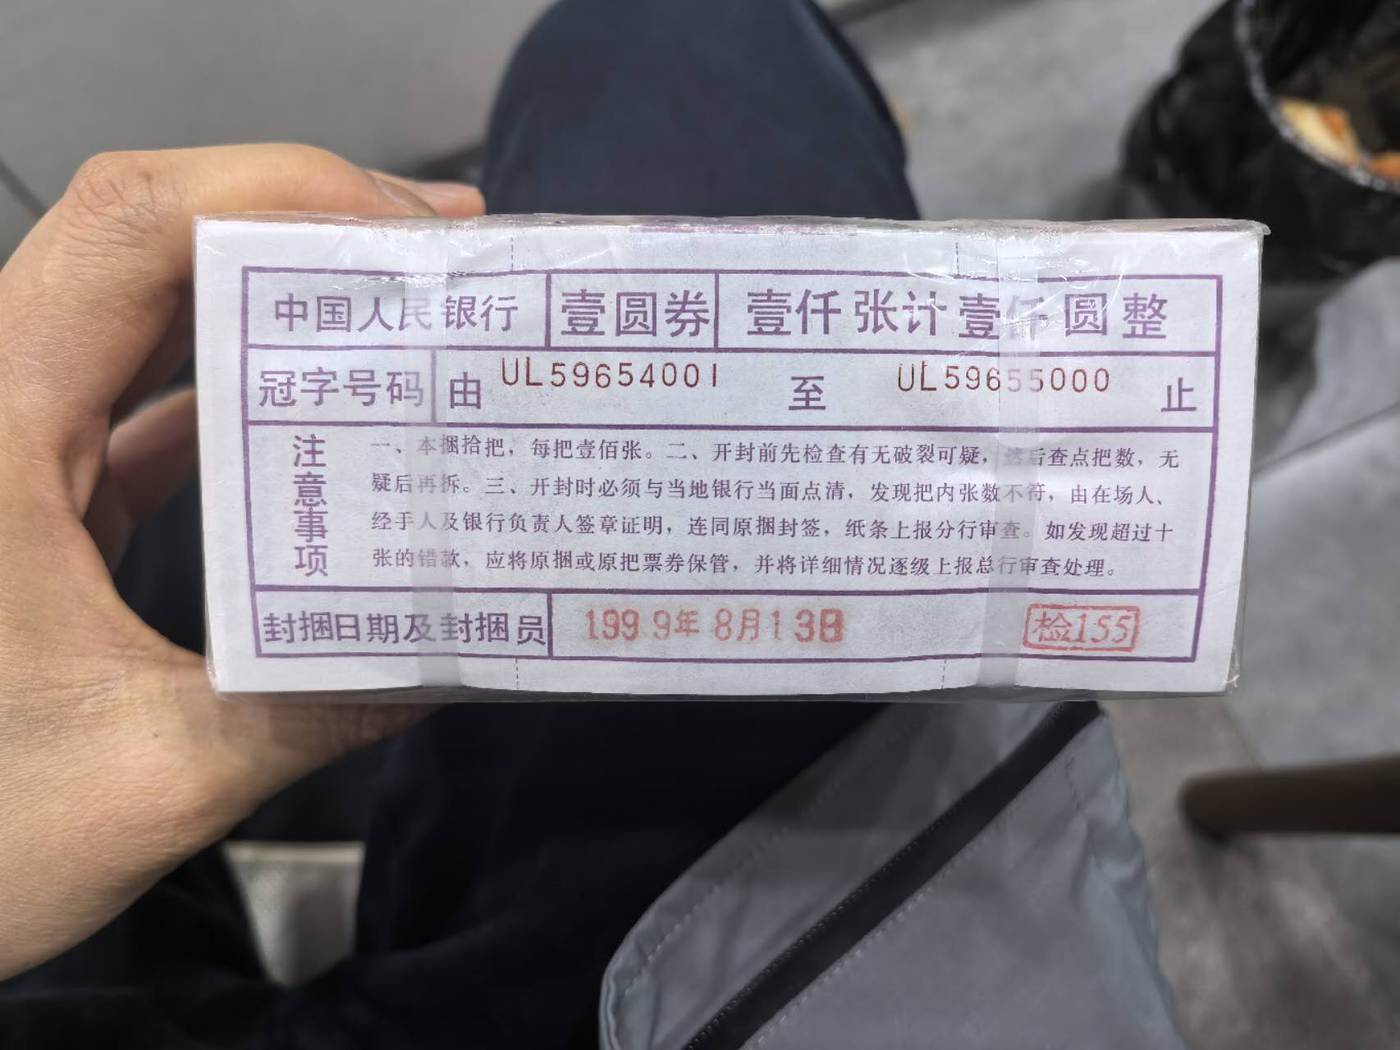 中国人民银行 壹圆券 壹仟张计壹仟圆整
冠字号码 由 UL59654001 至 UL59655000 止
注意事项
一、本捆拾把，每把壹佰张。二、开封前先检查有无破裂可疑，然后查点把数，无
疑后再拆。三、开封时必须与当地银行当面点清，发现把内张数不符，由在场人、
经手人及银行负责人签章证明，连同原捆封签，纸条上报分行审查。如发现超过十
张的错款，应将原捆或原把票券保管，并将详细情况逐级上报总行审查处理。
封捆日期及封捆员 1999年8月13日 检155